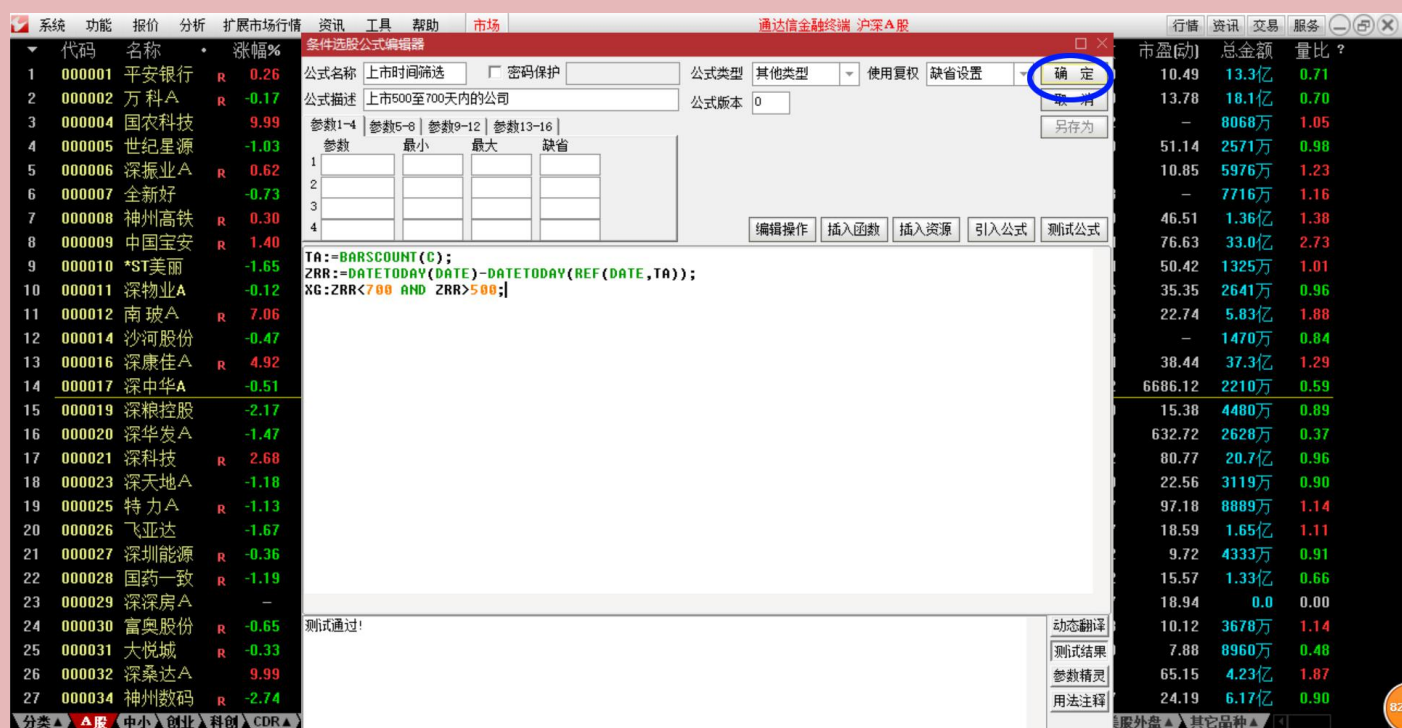 系统 功能 报价 分析 扩展市场行情 资讯 工具 帮助 市场 通达信金融终端 沪深A股 行情 资讯 交易 服务
代码 名称 · 涨幅% 条件选股公式编辑器 市盈(动) 总金额 量比 ?
1 000001 平安银行 R 0.26 公式名称 上市时间筛选 密码保护 公式类型 其他类型 使用复权 缺省设置 确 定 10.49 13.3亿 0.71
2 000002 万科A R -0.17 公式描述 上市500至700天内的公司 公式版本 0 取 消 13.78 18.1亿 0.70
3 000004 国农科技 9.99 参数1-4 参数5-8 参数9-12 参数13-16 另存为 – 8068万 1.05
4 000005 世纪星源 -1.03 参数 最小 最大 缺省 51.14 2571万 0.98
5 000006 深振业A R 0.62 1 10.85 5976万 1.23
6 000007 全新好 -0.73 2 – 7716万 1.16
7 000008 神州高铁 R 0.30 3 46.51 1.36亿 1.38
8 000009 中国宝安 R 1.40 4 编辑操作 插入函数 插入资源 引入公式 测试公式 76.63 33.0亿 2.73
9 000010 *ST美丽 -1.65 TA:=BARSCOUNT(C); 50.42 1325万 1.01
ZRR:=DATETODAY(DATE)-DATETODAY(REF(DATE,TA));
10 000011 深物业A -0.12 XG:ZRR<700 AND ZRR>500; 35.35 2641万 0.96
11 000012 南玻A R 7.06 22.74 5.83亿 1.88
12 000014 沙河股份 -0.47 – 1470万 0.84
13 000016 深康佳A R 4.92 38.44 37.3亿 1.29
14 000017 深中华A -0.51 6686.12 2210万 0.59
15 000019 深粮控股 -2.17 15.38 4480万 0.89
16 000020 深华发A -1.47 632.72 2628万 0.37
17 000021 深科技 R 2.68 80.77 20.7亿 0.96
18 000023 深天地A -1.18 22.56 3119万 0.90
19 000025 特力A R -1.13 97.18 8889万 1.14
20 000026 飞亚达 -1.67 18.59 1.65亿 1.11
21 000027 深圳能源 R -0.36 9.72 4333万 0.91
22 000028 国药一致 R -1.19 15.57 1.33亿 0.66
23 000029 深深房A – 18.94 0.0 0.00
24 000030 富奥股份 R -0.65 测试通过! 动态翻译 10.12 3678万 1.14
25 000031 大悦城 R -0.33 测试结果 7.88 8960万 0.48
26 000032 深桑达A 9.99 参数精灵 65.15 4.23亿 1.87
27 000034 神州数码 R -2.74 用法注释 24.19 6.17亿 0.90 82
分类 A股 中小 创业 科创 CDR 股外盘 其它品种